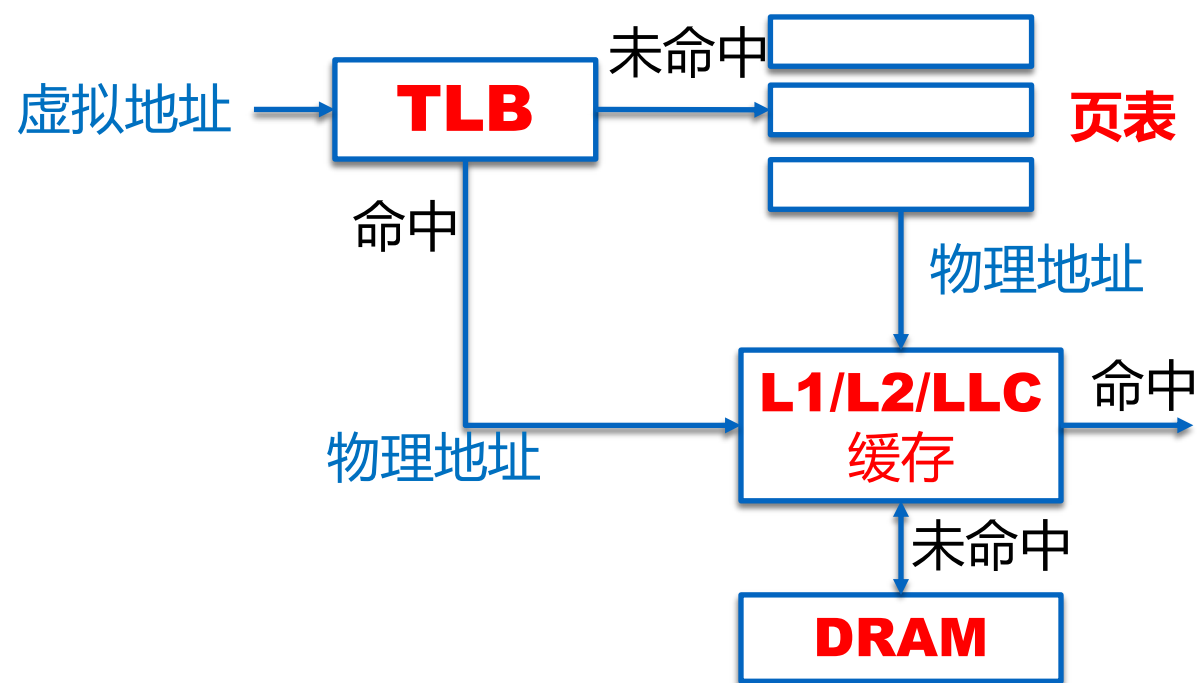 未命中
虚拟地址
TLB
页表
命中
物理地址
L1/L2/LLC
缓存
命中
物理地址
未命中
DRAM